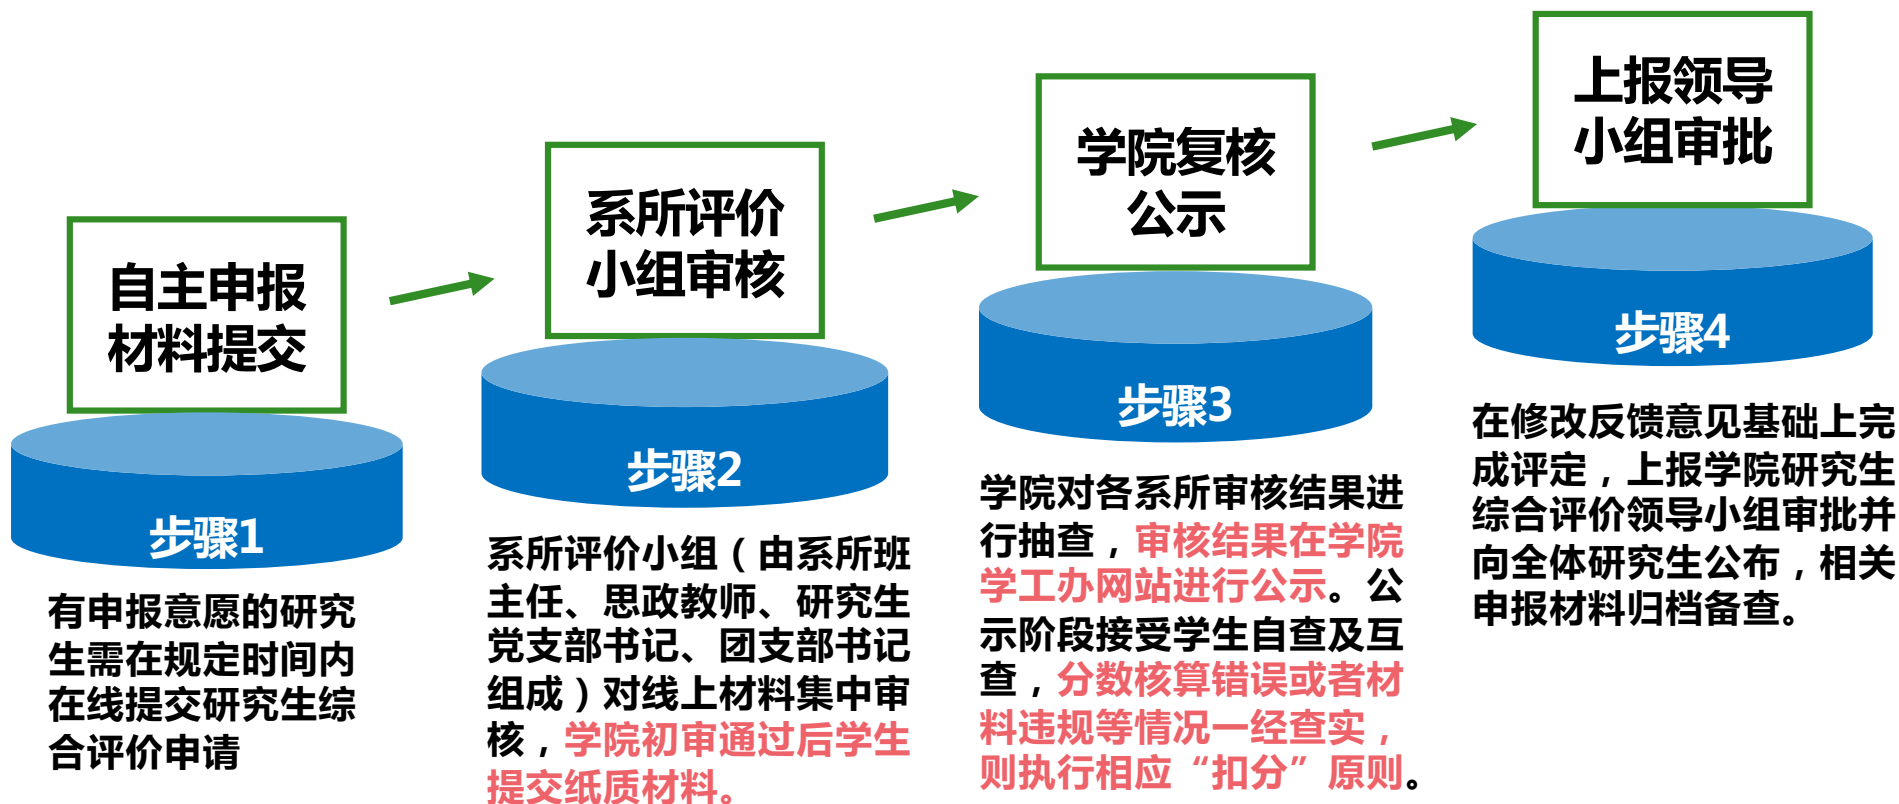 自主申报
材料提交
步骤1
有申报意愿的研究
生需在规定时间内
在线提交研究生综
合评价申请
系所评价
小组审核
步骤2
系所评价小组（由系所班
主任、思政教师、研究生
党支部书记、团支部书记
组成）对线上材料集中审
核，学院初审通过后学生
提交纸质材料。
学院复核
公示
步骤3
学院对各系所审核结果进
行抽查，审核结果在学院
学工办网站进行公示。公
示阶段接受学生自查及互
查，分数核算错误或者材
料违规等情况一经查实，
则执行相应“扣分”原则。
上报领导
小组审批
步骤4
在修改反馈意见基础上完
成评定，上报学院研究生
综合评价领导小组审批并
向全体研究生公布，相关
申报材料归档备查。